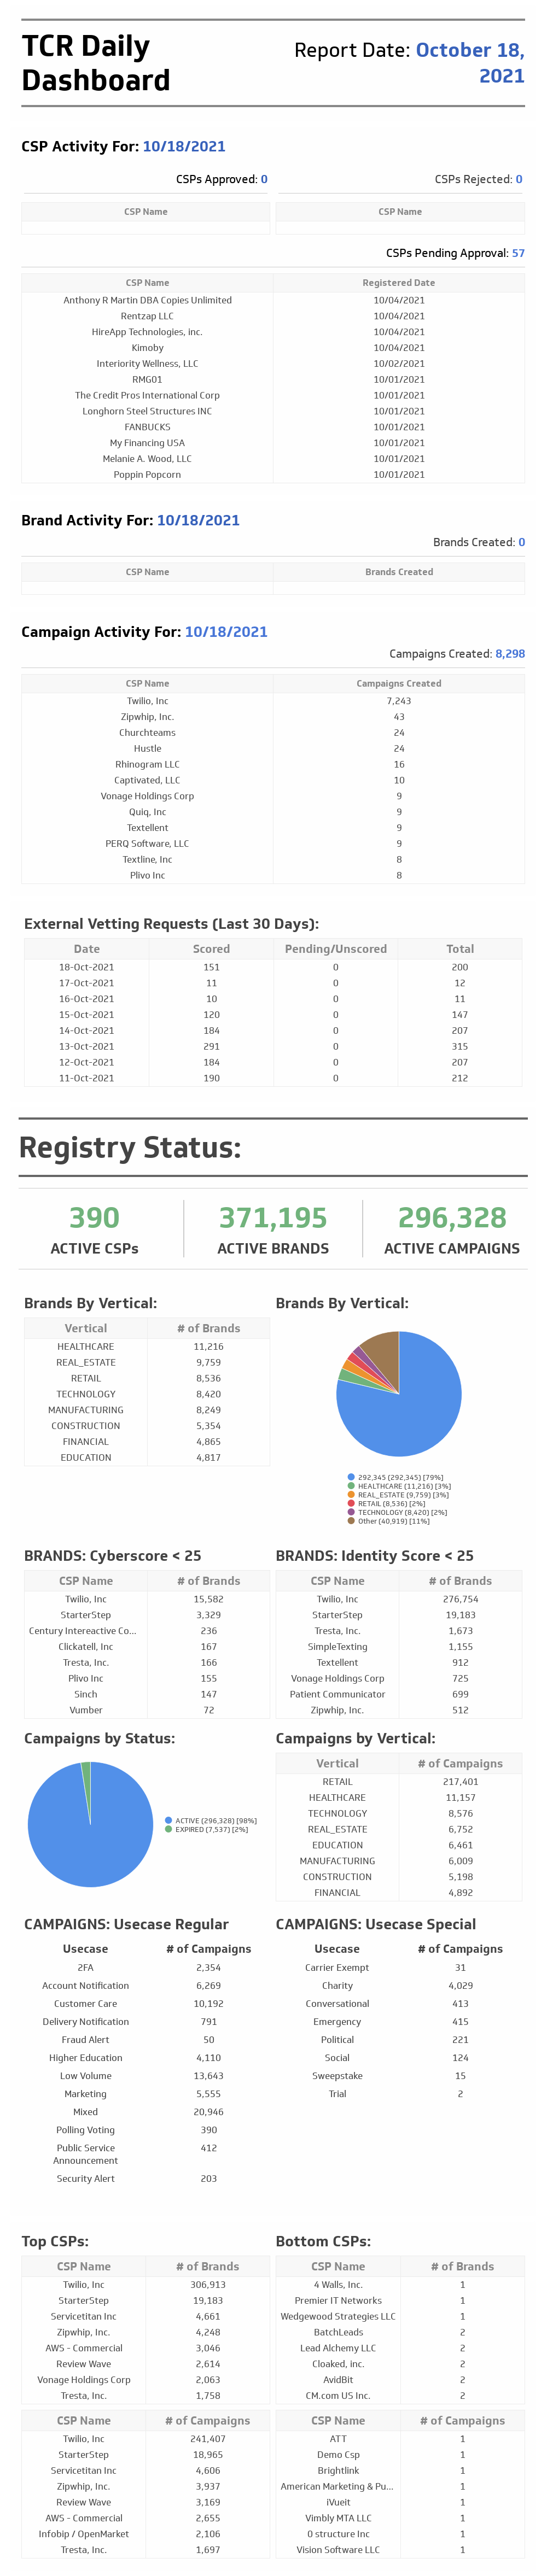 TCR Daily
Dashboard
Report Date: October 18,
2021
CSP Activity For: 10/18/2021
CSPs Approved: 0
CSPs Rejected: 0
CSP Name
CSP Name
CSPs Pending Approval: 57
CSP Name Registered Date
Anthony R Martin DBA Copies Unlimited 10/04/2021
Rentzap LLC 10/04/2021
HireApp Technologies, inc. 10/04/2021
Kimoby 10/04/2021
Interiority Wellness, LLC 10/02/2021
RMG01 10/01/2021
The Credit Pros International Corp 10/01/2021
Longhorn Steel Structures INC 10/01/2021
FANBUCKS 10/01/2021
My Financing USA 10/01/2021
Melanie A. Wood, LLC 10/01/2021
Poppin Popcorn 10/01/2021
Brand Activity For: 10/18/2021
Brands Created: 0
CSP Name Brands Created
Campaign Activity For: 10/18/2021
Campaigns Created: 8,298
CSP Name Campaigns Created
Twilio, Inc 7,243
Zipwhip, Inc. 43
Churchteams 24
Hustle 24
Rhinogram LLC 16
Captivated, LLC 10
Vonage Holdings Corp 9
Quiq, Inc 9
Textellent 9
PERQ Software, LLC 9
Textline, Inc 8
Plivo Inc 8
External Vetting Requests (Last 30 Days):
Date Scored Pending/Unscored Total
18-Oct-2021 151 0 200
17-Oct-2021 11 0 12
16-Oct-2021 10 0 11
15-Oct-2021 120 0 147
14-Oct-2021 184 0 207
13-Oct-2021 291 0 315
12-Oct-2021 184 0 207
11-Oct-2021 190 0 212
Registry Status:
390
ACTIVE CSPs
371,195
ACTIVE BRANDS
296,328
ACTIVE CAMPAIGNS
Brands By Vertical:
Vertical # of Brands
HEALTHCARE 11,216
REAL_ESTATE 9,759
RETAIL 8,536
TECHNOLOGY 8,420
MANUFACTURING 8,249
CONSTRUCTION 5,354
FINANCIAL 4,865
EDUCATION 4,817
Brands By Vertical:
292,345 (292,345) [79%]
HEALTHCARE (11,216) [3%]
REAL_ESTATE (9,759) [3%]
RETAIL (8,536) [2%]
TECHNOLOGY (8,420) [2%]
Other (40,919) [11%]
BRANDS: Cyberscore < 25
CSP Name # of Brands
Twilio, Inc 15,582
StarterStep 3,329
Century Intereactive Co... 236
Clickatell, Inc 167
Tresta, Inc. 166
Plivo Inc 155
Sinch 147
Vumber 72
BRANDS: Identity Score < 25
CSP Name # of Brands
Twilio, Inc 276,754
StarterStep 19,183
Tresta, Inc. 1,673
SimpleTexting 1,155
Textellent 912
Vonage Holdings Corp 725
Patient Communicator 699
Zipwhip, Inc. 512
Campaigns by Status:
ACTIVE (296,328) [98%]
EXPIRED (7,537) [2%]
Campaigns by Vertical:
Vertical # of Campaigns
RETAIL 217,401
HEALTHCARE 11,157
TECHNOLOGY 8,576
REAL_ESTATE 6,752
EDUCATION 6,461
MANUFACTURING 6,009
CONSTRUCTION 5,198
FINANCIAL 4,892
CAMPAIGNS: Usecase Regular
Usecase # of Campaigns
2FA 2,354
Account Notification 6,269
Customer Care 10,192
Delivery Notification 791
Fraud Alert 50
Higher Education 4,110
Low Volume 13,643
Marketing 5,555
Mixed 20,946
Polling Voting 390
Public Service 412
Announcement
Security Alert 203
CAMPAIGNS: Usecase Special
Usecase # of Campaigns
Carrier Exempt 31
Charity 4,029
Conversational 413
Emergency 415
Political 221
Social 124
Sweepstake 15
Trial 2
Top CSPs:
CSP Name # of Brands
Twilio, Inc 306,913
StarterStep 19,183
Servicetitan Inc 4,661
Zipwhip, Inc. 4,248
AWS - Commercial 3,046
Review Wave 2,614
Vonage Holdings Corp 2,063
Tresta, Inc. 1,758
Bottom CSPs:
CSP Name # of Brands
4 Walls, Inc. 1
Premier IT Networks 1
Wedgewood Strategies LLC 1
BatchLeads 2
Lead Alchemy LLC 2
Cloaked, inc. 2
AvidBit 2
CM.com US Inc. 2
CSP Name # of Campaigns
Twilio, Inc 241,407
StarterStep 18,965
Servicetitan Inc 4,606
Zipwhip, Inc. 3,937
Review Wave 3,169
AWS - Commercial 2,655
Infobip / OpenMarket 2,106
Tresta, Inc. 1,697
CSP Name # of Campaigns
ATT 1
Demo Csp 1
Brightlink 1
American Marketing & Pu... 1
iVueit 1
Vimbly MTA LLC 1
0 structure Inc 1
Vision Software LLC 1